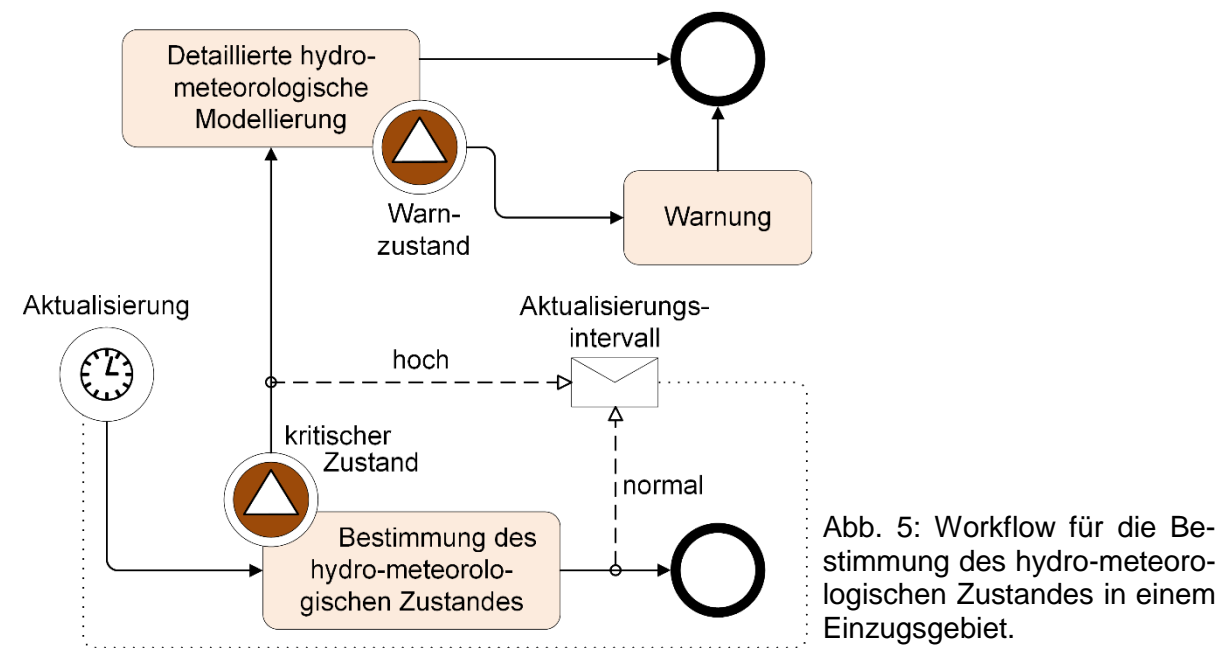 Detaillierte hydro-
meteorologische
Modellierung
Warn-
zustand
Warnung
Aktualisierung
Aktualisierungs-
intervall
hoch
kritischer
Zustand
normal
Bestimmung des
hydro-meteorolo-
gischen Zustandes
Abb. 5: Workflow für die Be-
stimmung des hydro-meteoro-
logischen Zustandes in einem
Einzugsgebiet.